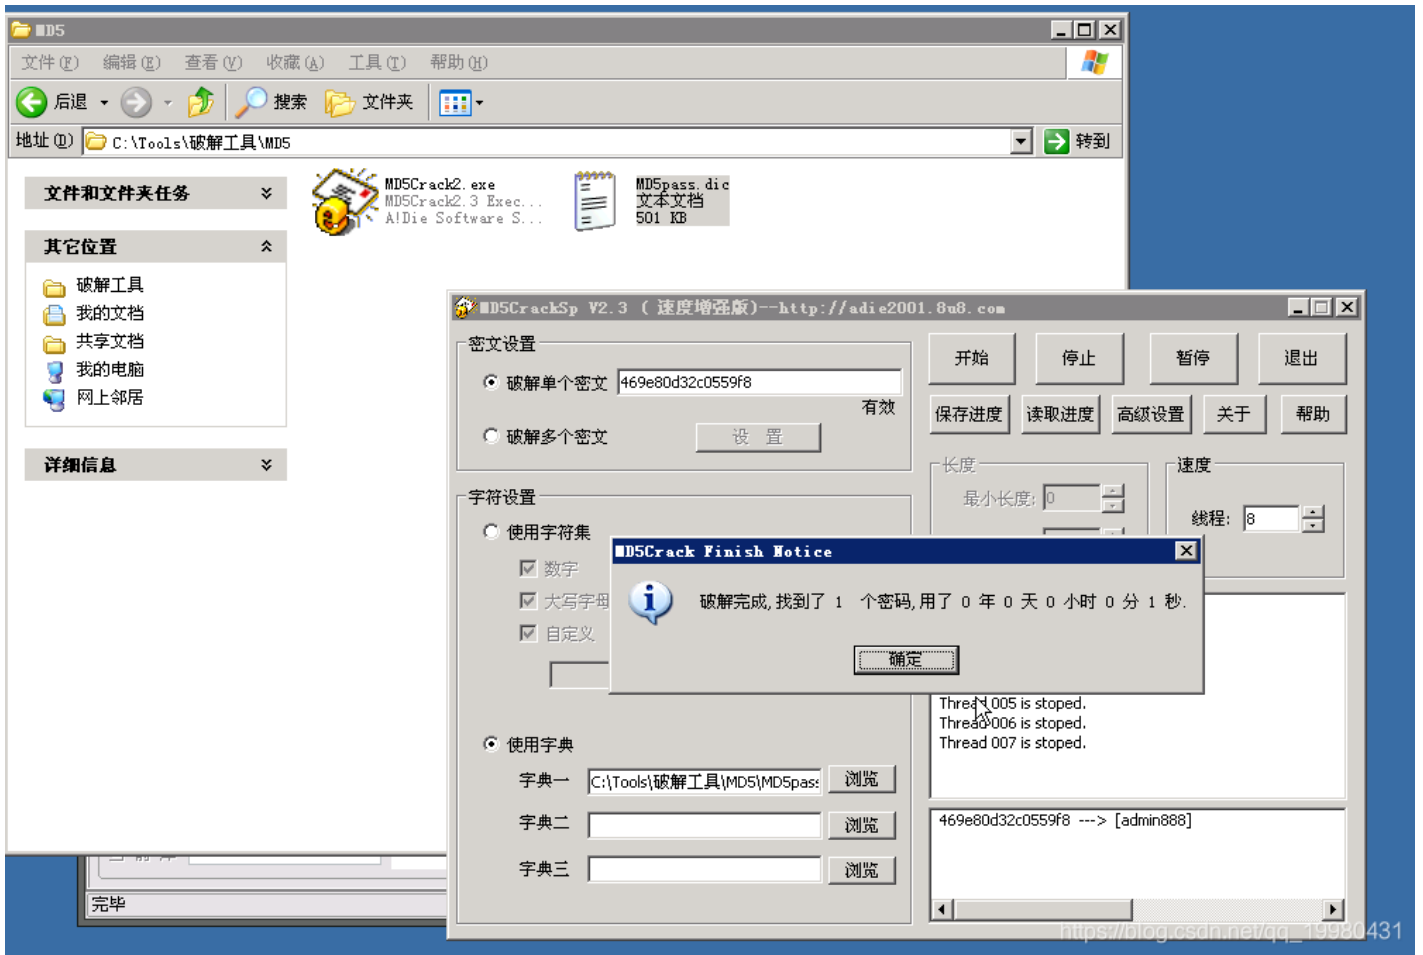 MD5
文件(F) 编辑(E) 查看(V) 收藏(A) 工具(T) 帮助(H)
后退 搜索 文件夹
地址(D) C:\Tools\破解工具\MD5 转到
文件和文件夹任务
其它位置
破解工具
我的文档
共享文档
我的电脑
网上邻居
详细信息
MD5Crack2.exe
MD5Crack2.3 Exec...
A!Die Software S...
MD5pass.dic
文本文档
501 KB
MD5CrackSp V2.3 ( 速度增强版)--http://adie2001.8u8.com
密文设置
破解单个密文 469e80d32c0559f8
有效
破解多个密文 设 置
字符设置
使用字符集
数字
大写字母
自定义
使用字典
字典一 C:\Tools\破解工具\MD5\MD5pas 浏览
字典二 浏览
字典三 浏览
开始 停止 暂停 退出
保存进度 读取进度 高级设置 关于 帮助
长度
最小长度: 0
速度
线程: 8
MD5Crack Finish Notice
破解完成,找到了 1 个密码,用了 0 年 0 天 0 小时 0 分 1 秒.
确定
Thread 005 is stoped.
Thread 006 is stoped.
Thread 007 is stoped.
469e80d32c0559f8 ---> [admin888]
完毕
https://blog.csdn.net/qq_19980431